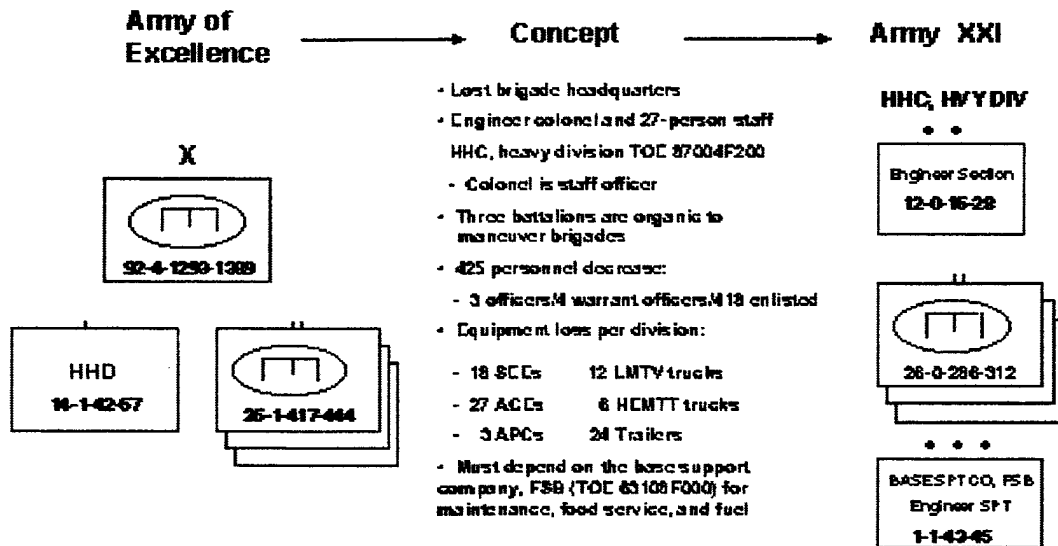 Army of
Excellence
Concept
Army XXI
X
92-4-1293-1389
HHD
14-1-42-57
26-1-417-444
• Lost brigade headquarters
• Engineer colonel and 27-person staff
HHC, heavy division TOE 87004F200
- Colonel is staff officer
• Three battalions are organic to
maneuver brigades
• 425 personnel decrease:
- 3 officers/4 warrant officers/418 enlisted
• Equipment loss per division:
- 18 SEEs 12 LMTV trucks
- 27 ACEs 6 HEMTT trucks
- 3 APCs 24 Trailers
• Must depend on the base support
company, FSB (TOE 63108F000) for
maintenance, food service, and fuel
HHC, HVY DIV
Engineer Section
12-0-16-28
26-0-286-312
BASE SPT CO, FSB
Engineer SPT
1-1-43-45